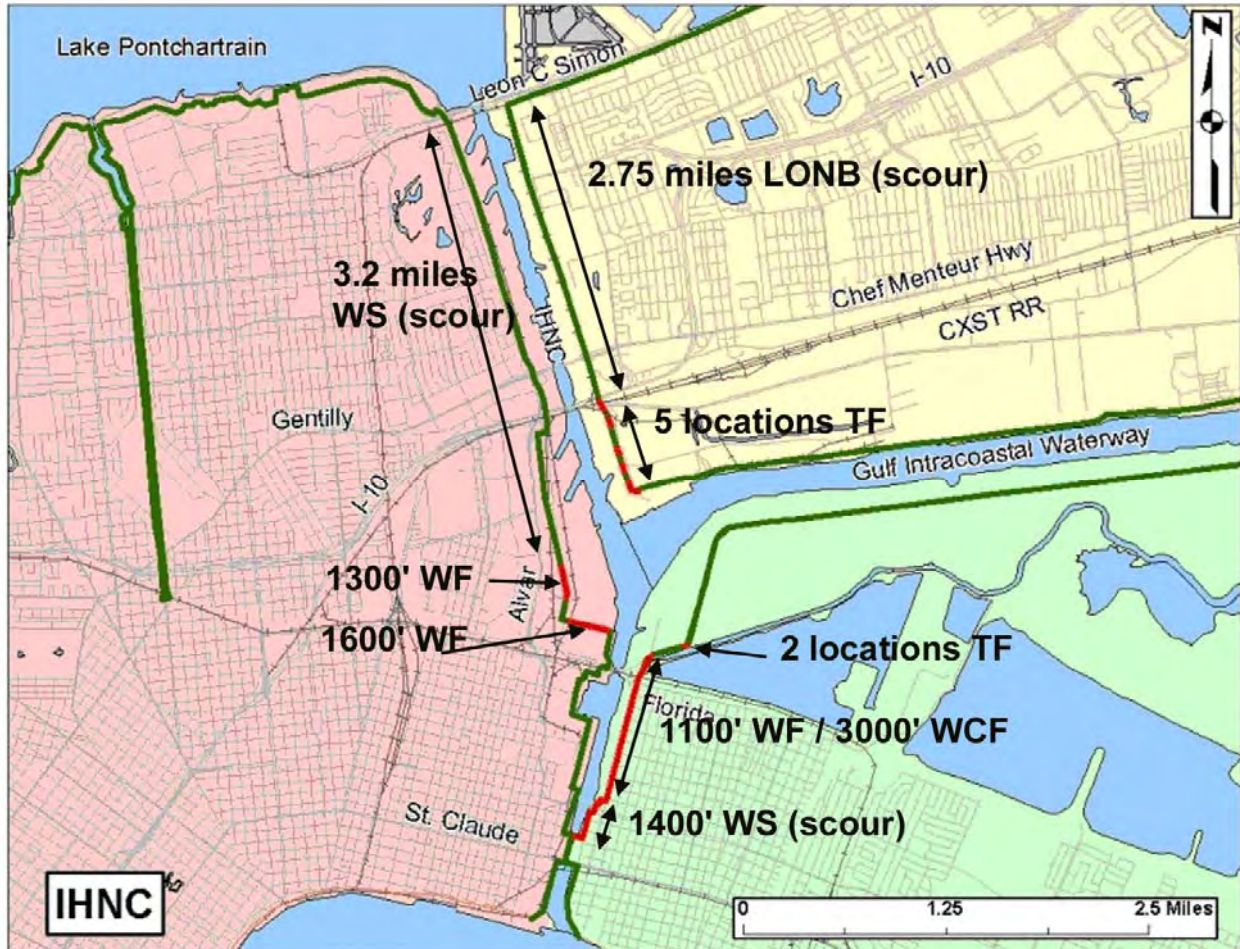 Lake Pontchartrain
Leon C Simon
I-10
N
2.75 miles LONB (scour)
3.2 miles
WS (scour)
IHNC
Chef Menteur Hwy
CXST RR
Gentilly
5 locations TF
Gulf Intracoastal Waterway
I-10
1300' WF
Alvar
1600' WF
2 locations TF
Florida
1100' WF / 3000' WCF
St. Claude
1400' WS (scour)
IHNC
0 1.25 2.5 Miles